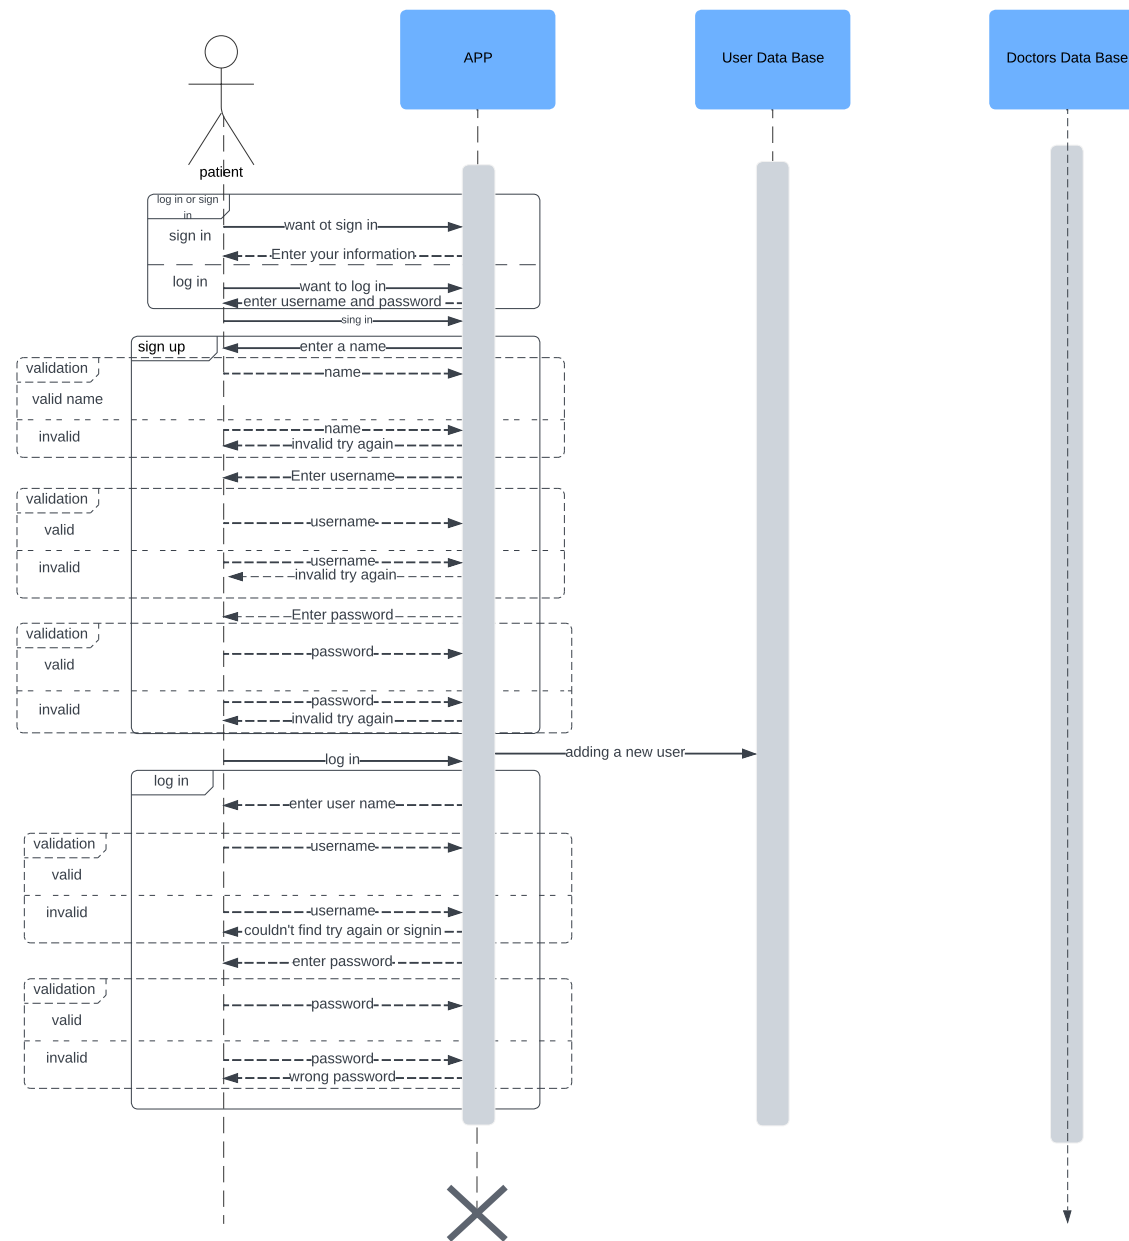 APP
User Data Base
Doctors Data Base
patient
log in or sign
in
sign in
want ot sign in
Enter your information
log in
want to log in
enter username and password
sing in
sign up
enter a name
validation
name
valid name
name
invalid
invalid try again
Enter username
validation
username
valid
username
invalid
invalid try again
Enter password
validation
password
valid
password
invalid
invalid try again
adding a new user
log in
log in
enter user name
validation
username
valid
username
invalid
couldn't find try again or signin
enter password
validation
password
valid
password
invalid
wrong password